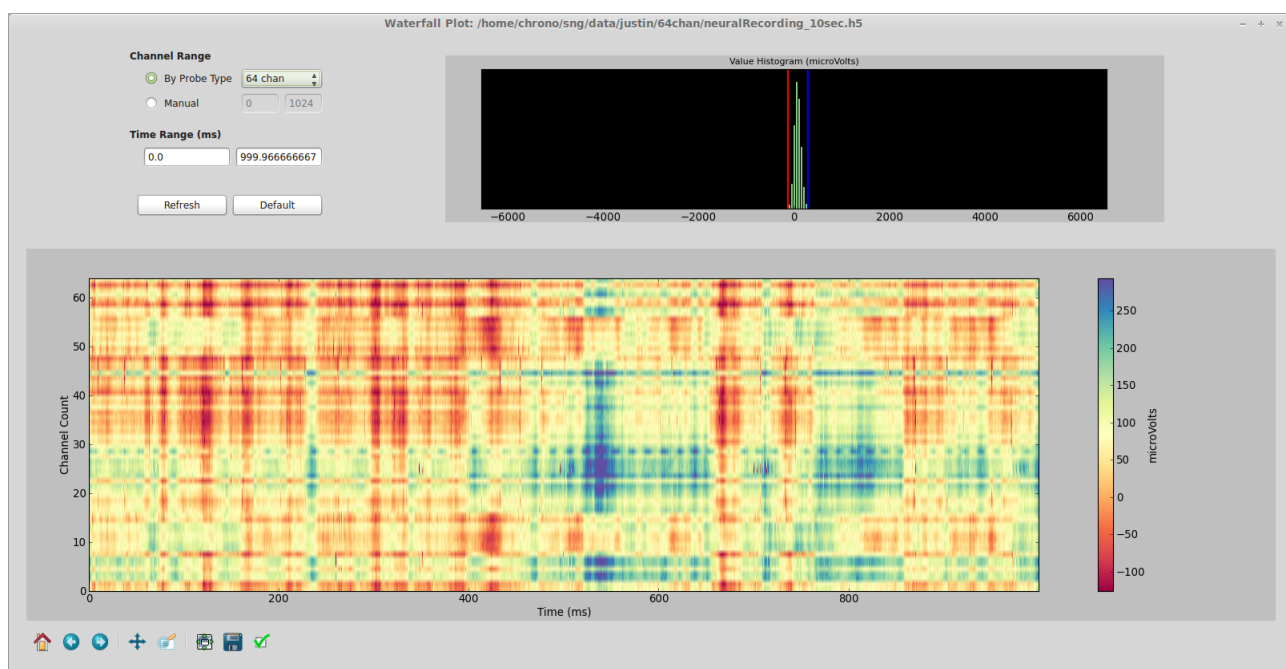 Waterfall Plot: /home/chrono/sng/data/justin/64chan/neuralRecording_10sec.h5
Channel Range
By Probe Type 64 chan
Manual 0 1024
Time Range (ms)
0.0 999.966666667
Refresh Default
Value Histogram (microVolts)
−6000 −4000 −2000 0 2000 4000 6000
Channel Count
60
50
40
30
20
10
0
0 200 400 600 800
Time (ms)
250
200
150
100
50
0
−50
−100
microVolts